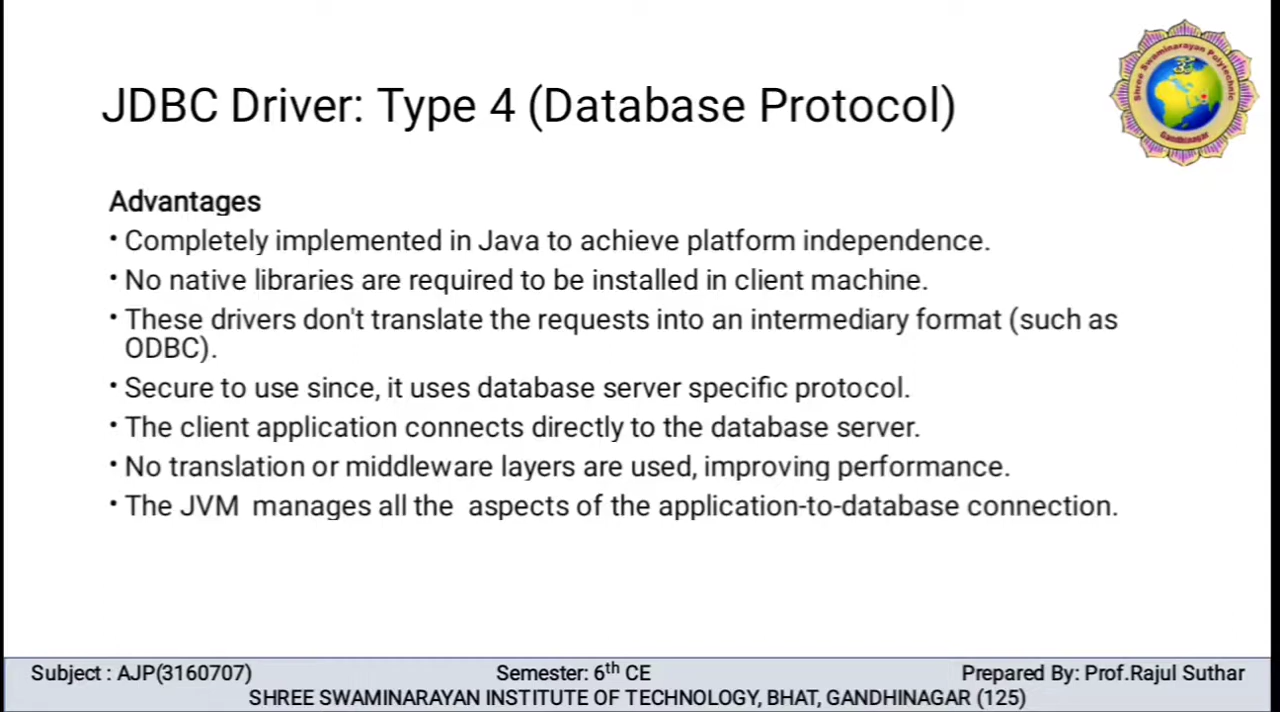 JDBC Driver: Type 4 (Database Protocol)
Shree Swaminarayan Polytechnic
Gandhinagar
Advantages
• Completely implemented in Java to achieve platform independence.
• No native libraries are required to be installed in client machine.
• These drivers don't translate the requests into an intermediary format (such as
ODBC).
• Secure to use since, it uses database server specific protocol.
• The client application connects directly to the database server.
• No translation or middleware layers are used, improving performance.
• The JVM  manages all the  aspects of the application-to-database connection.
Subject : AJP(3160707) Semester: 6th CE Prepared By: Prof.Rajul Suthar
SHREE SWAMINARAYAN INSTITUTE OF TECHNOLOGY, BHAT, GANDHINAGAR (125)